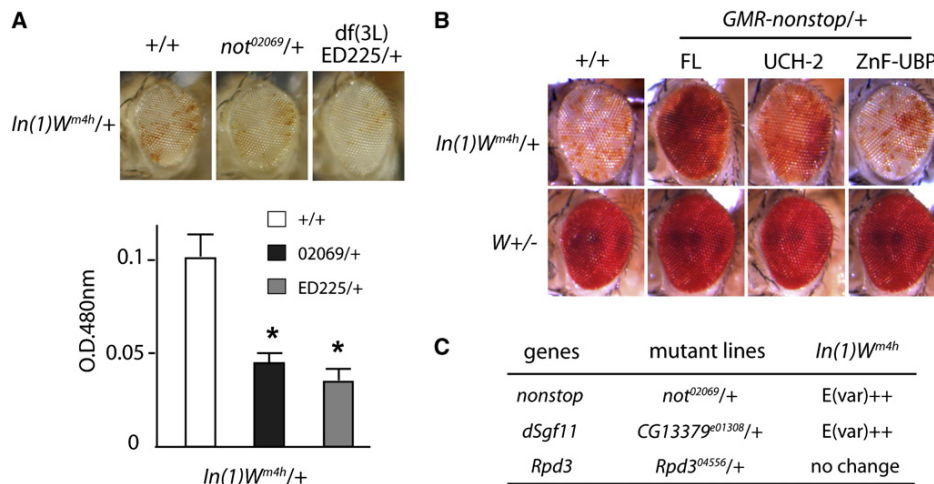 A
+/+
not02069/+
df(3L)
ED225/+
In(1)Wm4h/+
O.D.480nm
0.1
0.05
0
+/+
02069/+
ED225/+
*
*
In(1)Wm4h/+
B
GMR-nonstop/+
+/+ FL UCH-2 ZnF-UBP
In(1)Wm4h/+
W+/-
C
genes mutant lines In(1)Wm4h
nonstop not02069/+ E(var)++
dSgf11 CG13379e01308/+ E(var)++
Rpd3 Rpd304556/+ no change